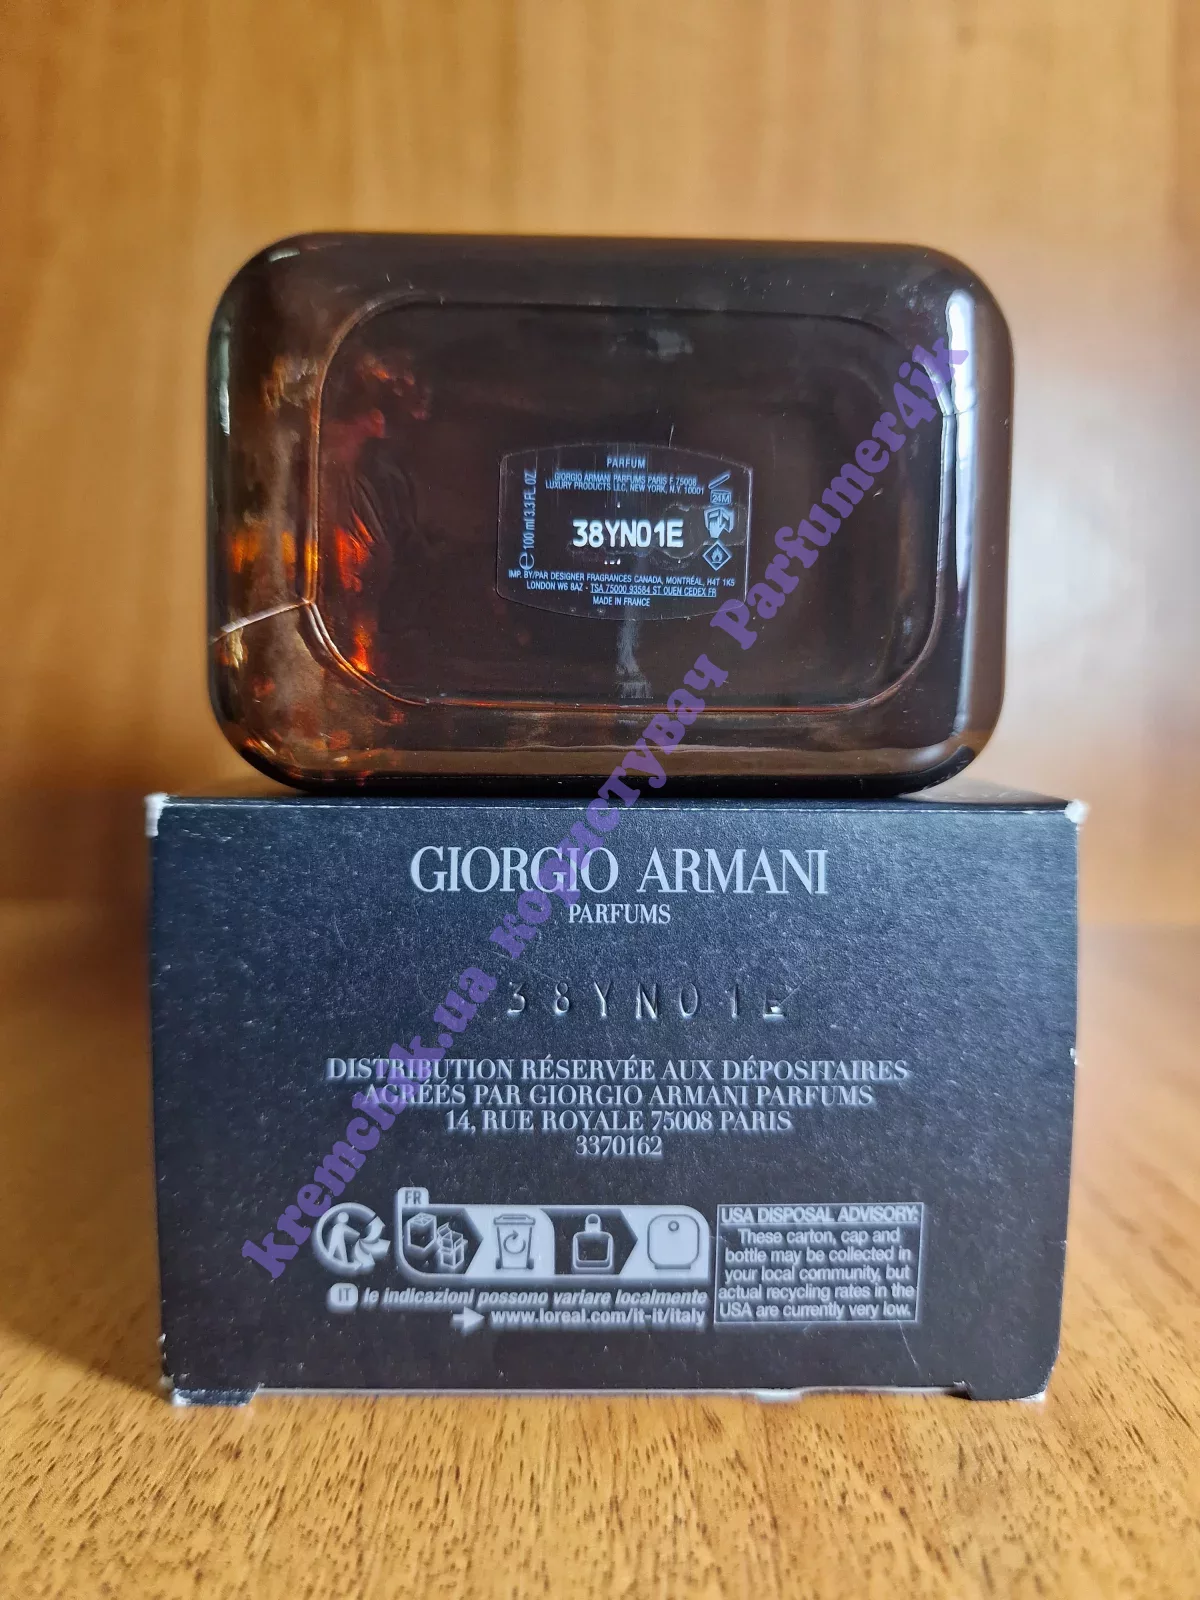 PARFUM
GIORGIO ARMANI PARFUMS PARIS F. 75008
LUXURY PRODUCTS LLC, NEW YORK, N.Y. 10001
e 100 ml 3.3 FL. OZ.
24M
38YN01E
IMP. BY/PAR DESIGNER FRAGRANCES CANADA, MONTRÉAL, H4T 1K5
LONDON W6 8AZ - TSA 75000 93584 ST OUEN CEDEX FR
MADE IN FRANCE
GIORGIO ARMANI
PARFUMS
38YN01E
DISTRIBUTION RÉSERVÉE AUX DÉPOSITAIRES
AGRÉÉS PAR GIORGIO ARMANI PARFUMS
14, RUE ROYALE 75008 PARIS
3370162
FR
IT le indicazioni possono variare localmente
www.loreal.com/it-it/italy
USA DISPOSAL ADVISORY:
These carton, cap and
bottle may be collected in
your local community, but
actual recycling rates in the
USA are currently very low.
kremchik.ua користувач Parfumer4ik